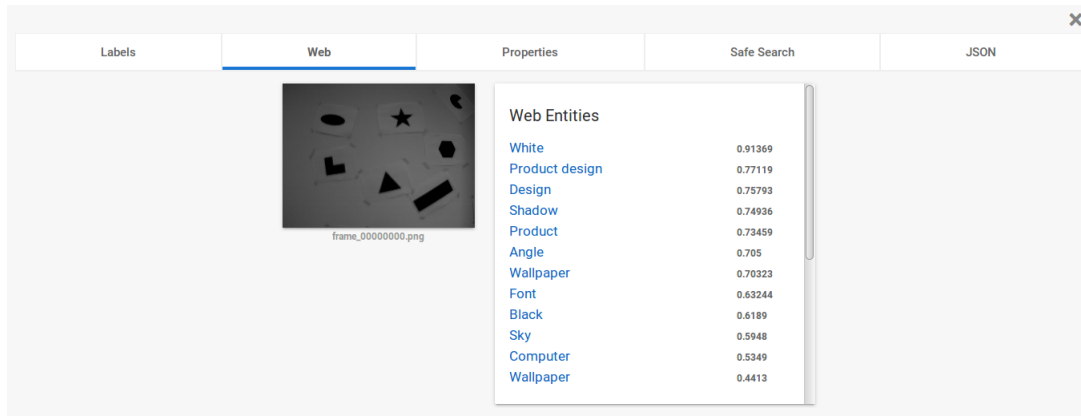 Labels Web Properties Safe Search JSON
frame_00000000.png
Web Entities
White 0.91369
Product design 0.77119
Design 0.75793
Shadow 0.74936
Product 0.73459
Angle 0.705
Wallpaper 0.70323
Font 0.63244
Black 0.6189
Sky 0.5948
Computer 0.5349
Wallpaper 0.4413